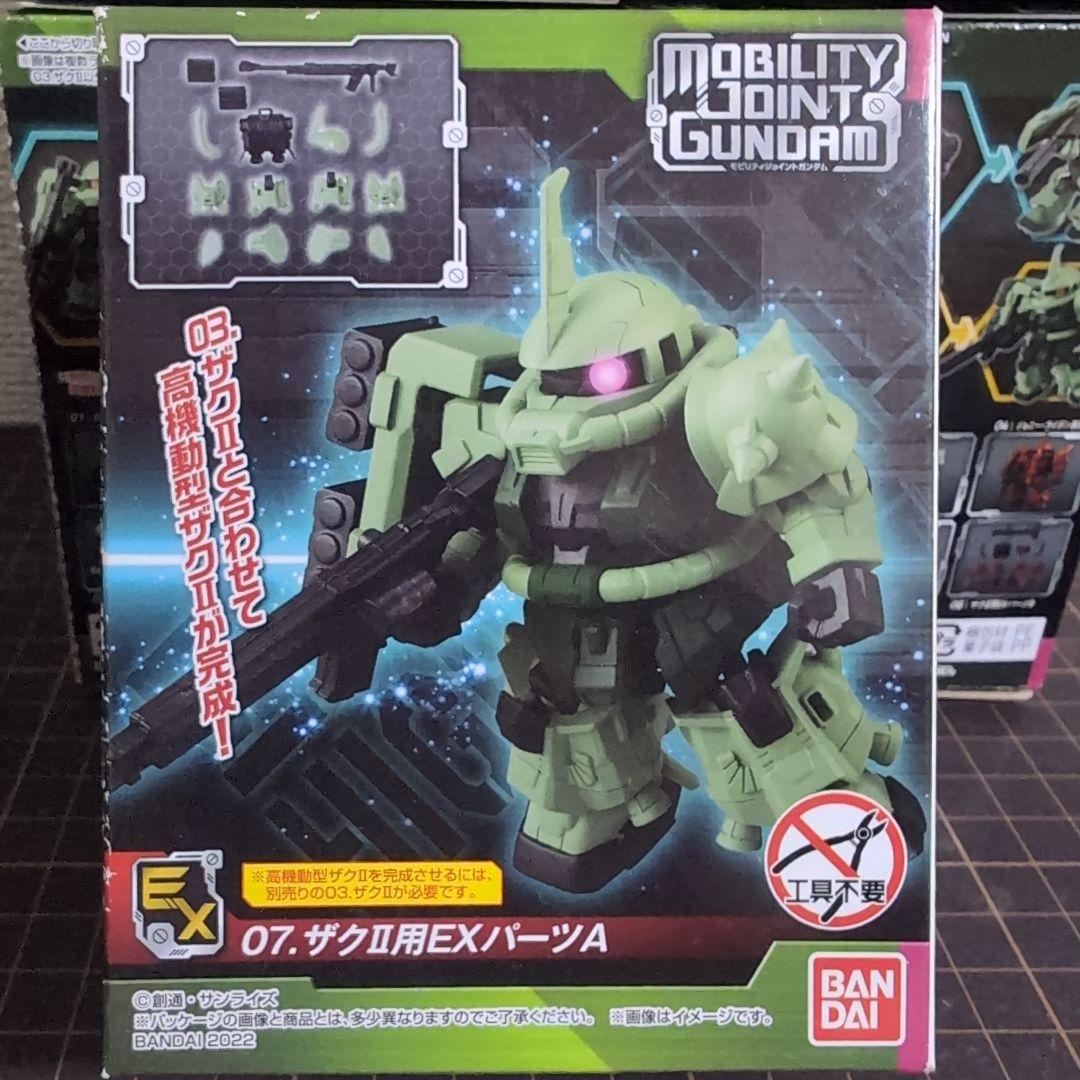 MOBILITY
JOINT
GUNDAM
モビリティジョイントガンダム
03.ザクⅡと合わせて
高機動型ザクⅡが完成!
工具不要
EX
※高機動型ザクⅡを完成させるには、
別売りの03.ザクⅡが必要です。
07.ザクⅡ用EXパーツA
BAN
DAI
©創通・サンライズ
※パッケージの画像と商品とは、多少異なりますのでご了承ください。 ※画像はイメージです。
BANDAI 2022